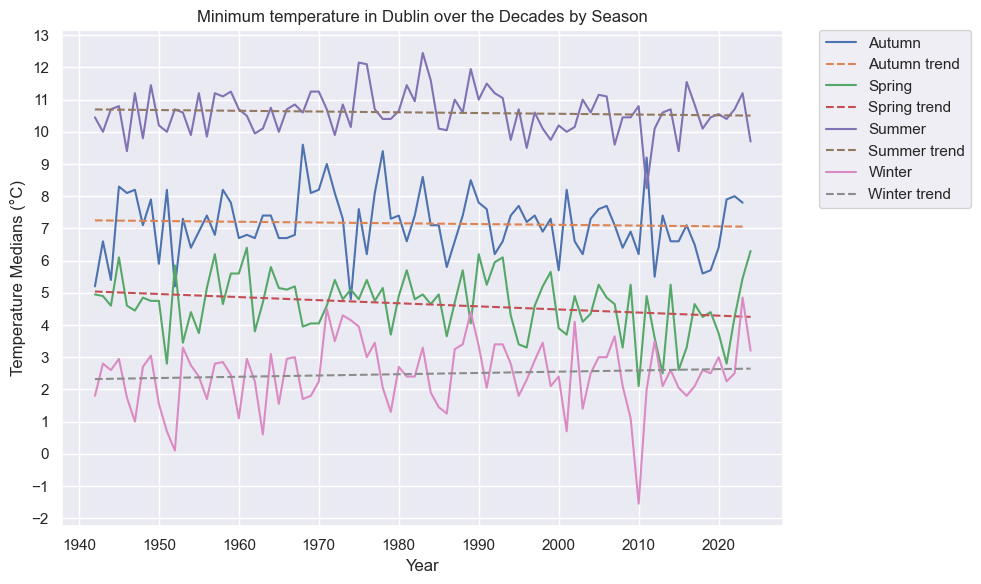 Minimum temperature in Dublin over the Decades by Season
13
12
11
10
9
8
7
6
5
4
3
2
1
0
−1
−2
Temperature Medians (°C)
1940 1950 1960 1970 1980 1990 2000 2010 2020
Year
Autumn
Autumn trend
Spring
Spring trend
Summer
Summer trend
Winter
Winter trend